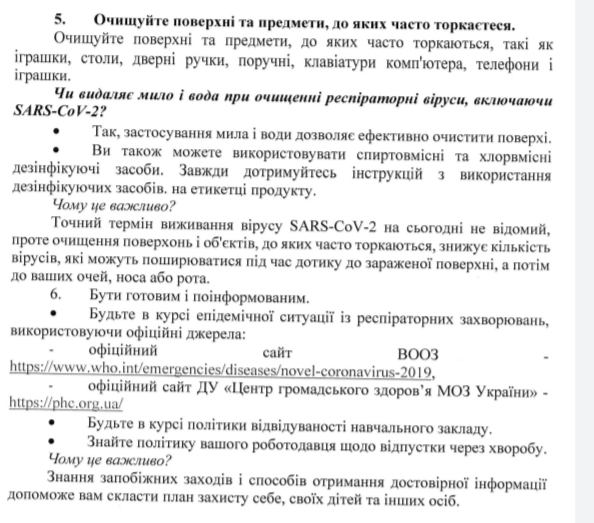 5. Очищуйте поверхні та предмети, до яких часто торкаєтеся.
Очищуйте поверхні та предмети, до яких часто торкаються, такі як
іграшки, столи, дверні ручки, поручні, клавіатури комп'ютера, телефони і
іграшки.
Чи видаляє мило і вода при очищенні респіраторні віруси, включаючи
SARS-CoV-2?
• Так, застосування мила і води дозволяє ефективно очистити поверхі.
• Ви також можете використовувати спиртовмісні та хлорвмісні
дезінфікуючі засоби. Завжди дотримуйтесь інструкцій з використання
дезінфікуючих засобів. на етикетці продукту.
Чому це важливо?
Точний термін виживання вірусу SARS-CoV-2 на сьогодні не відомий,
проте очищення поверхонь і об'єктів, до яких часто торкаються, знижує кількість
вірусів, які можуть поширюватися під час дотику до зараженої поверхні, а потім
до ваших очей, носа або рота.
6. Бути готовим і поінформованим.
• Будьте в курсі епідемічної ситуації із респіраторних захворювань,
використовуючи офіційні джерела:
- офіційний сайт ВООЗ -
https://www.who.int/emergencies/diseases/novel-coronavirus-2019,
- офіційний сайт ДУ «Центр громадського здоров’я МОЗ України» -
https://phc.org.ua/
• Будьте в курсі політики відвідуваності навчального закладу.
• Знайте політику вашого роботодавця щодо відпустки через хворобу.
Чому це важливо?
Знання запобіжних заходів і способів отримання достовірної інформації
допоможе вам скласти план захисту себе, своїх дітей та інших осіб.